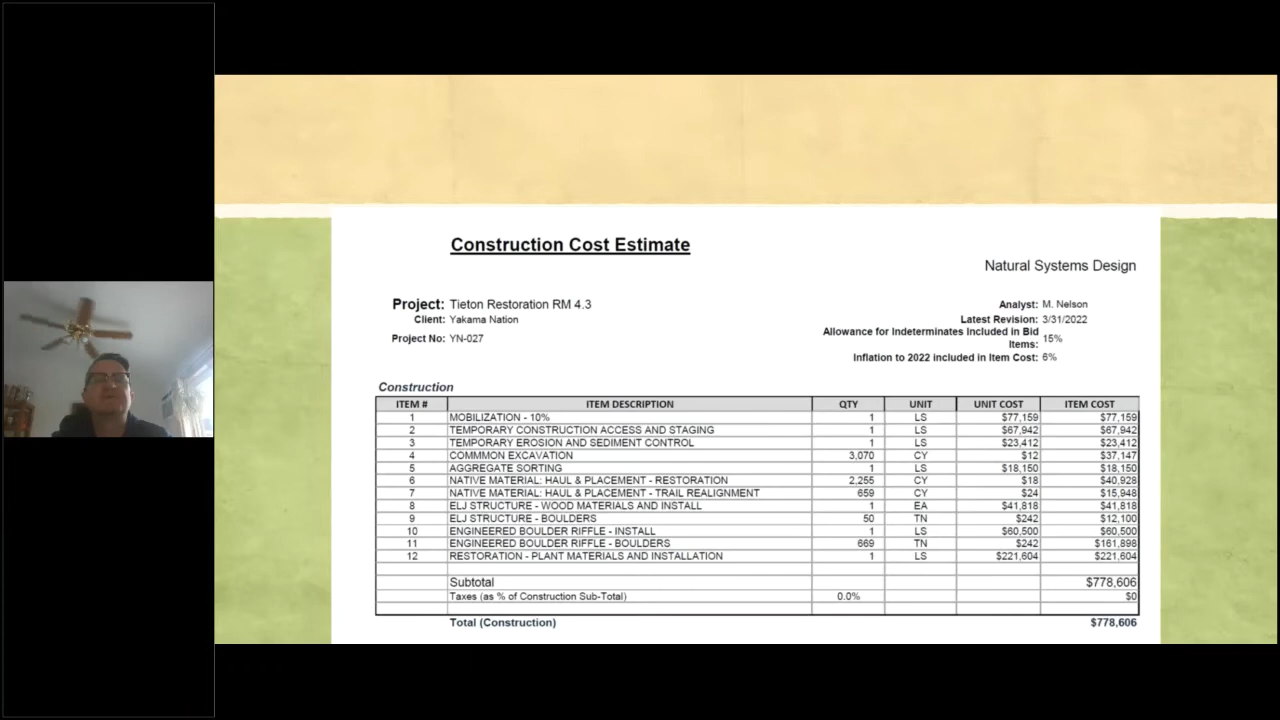 Construction Cost Estimate
Natural Systems Design
Project: Tieton Restoration RM 4.3
Client: Yakama Nation
Project No: YN-027
Analyst: M. Nelson
Latest Revision: 3/31/2022
Allowance for Indeterminates Included in Bid Items: 15%
Inflation to 2022 included in Item Cost: 6%
Construction
ITEM # ITEM DESCRIPTION QTY UNIT UNIT COST ITEM COST
1 MOBILIZATION - 10% 1 LS $77,159 $77,159
2 TEMPORARY CONSTRUCTION ACCESS AND STAGING 1 LS $67,942 $67,942
3 TEMPORARY EROSION AND SEDIMENT CONTROL 1 LS $23,412 $23,412
4 COMMMON EXCAVATION 3,070 CY $12 $37,147
5 AGGREGATE SORTING 1 LS $18,150 $18,150
6 NATIVE MATERIAL: HAUL & PLACEMENT - RESTORATION 2,255 CY $18 $40,928
7 NATIVE MATERIAL: HAUL & PLACEMENT - TRAIL REALIGNMENT 659 CY $24 $15,948
8 ELJ STRUCTURE - WOOD MATERIALS AND INSTALL 1 EA $41,818 $41,818
9 ELJ STRUCTURE - BOULDERS 50 TN $242 $12,100
10 ENGINEERED BOULDER RIFFLE - INSTALL 1 LS $60,500 $60,500
11 ENGINEERED BOULDER RIFFLE - BOULDERS 669 TN $242 $161,898
12 RESTORATION - PLANT MATERIALS AND INSTALLATION 1 LS $221,604 $221,604
Subtotal $778,606
Taxes (as % of Construction Sub-Total) 0.0% $0
Total (Construction) $778,606